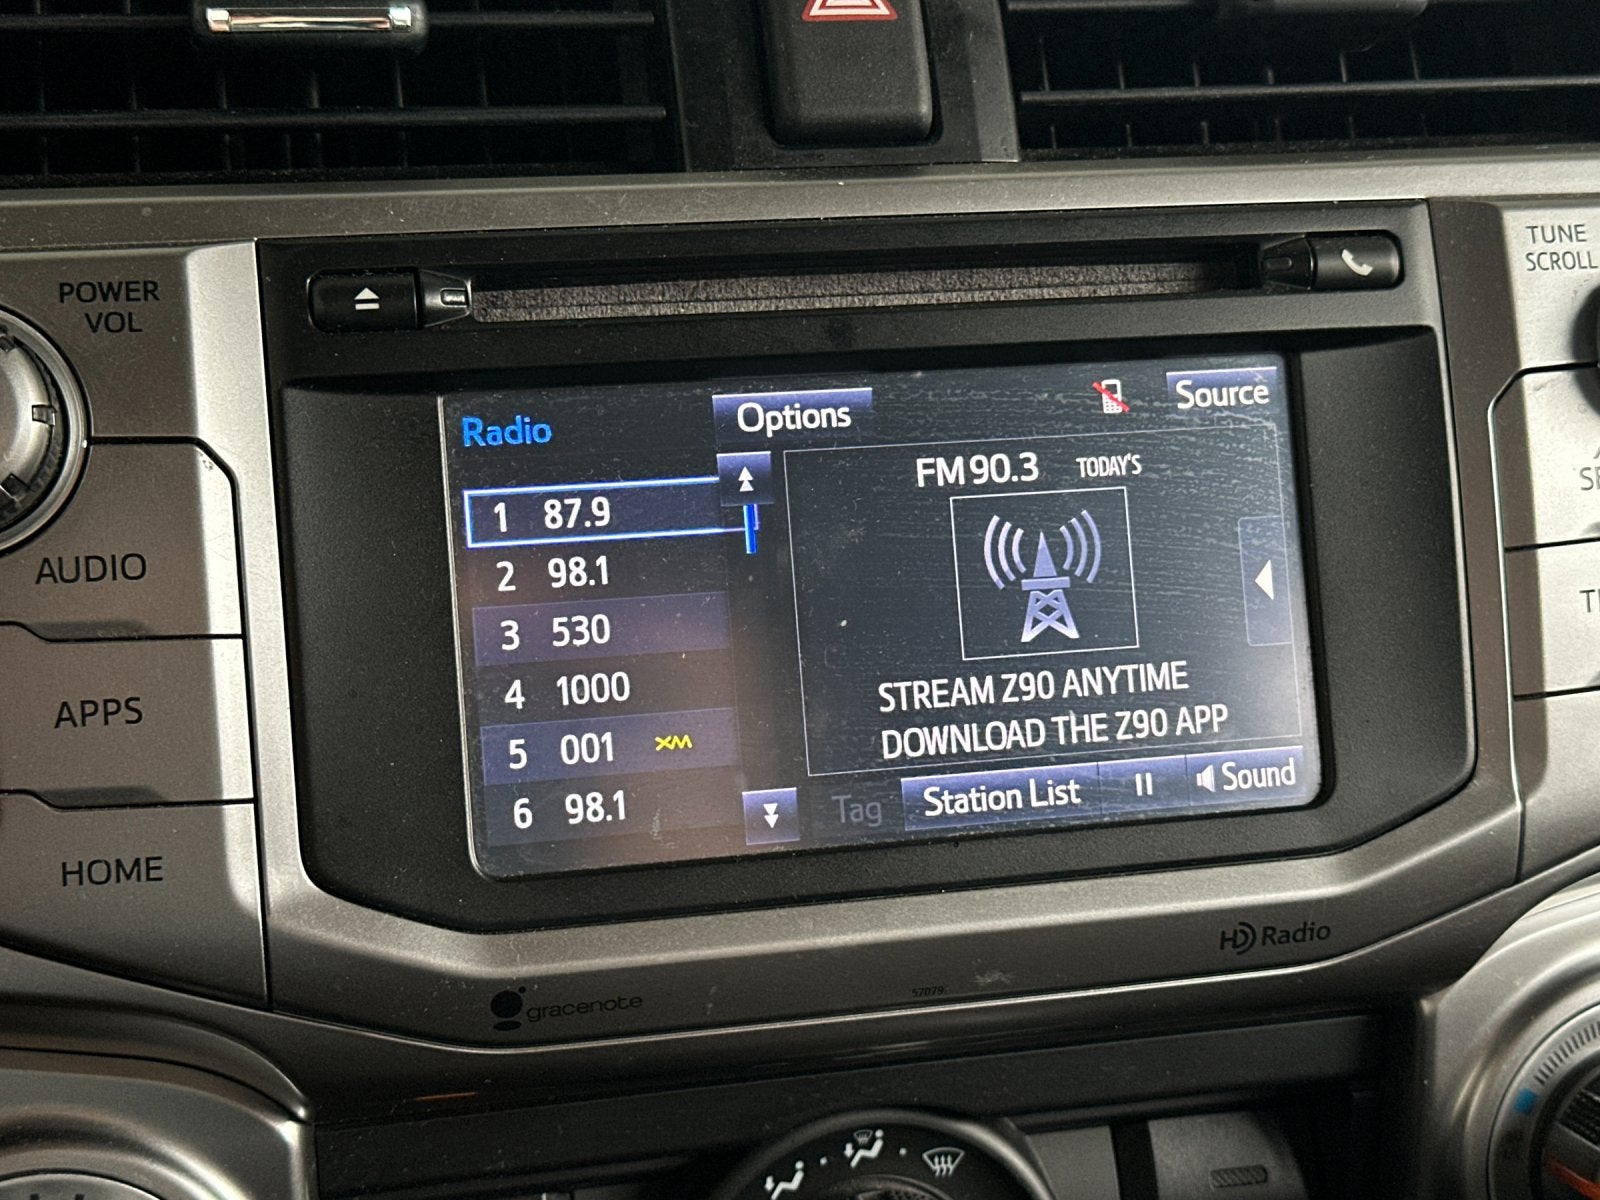 POWER
VOL
TUNE
SCROLL
AUDIO
APPS
HOME
Radio
Options
Source
1 87.9
2 98.1
3 530
4 1000
5 001 XM
6 98.1
FM 90.3 TODAY'S
STREAM Z90 ANYTIME
DOWNLOAD THE Z90 APP
Tag
Station List
Sound
gracenote
57079
HD Radio